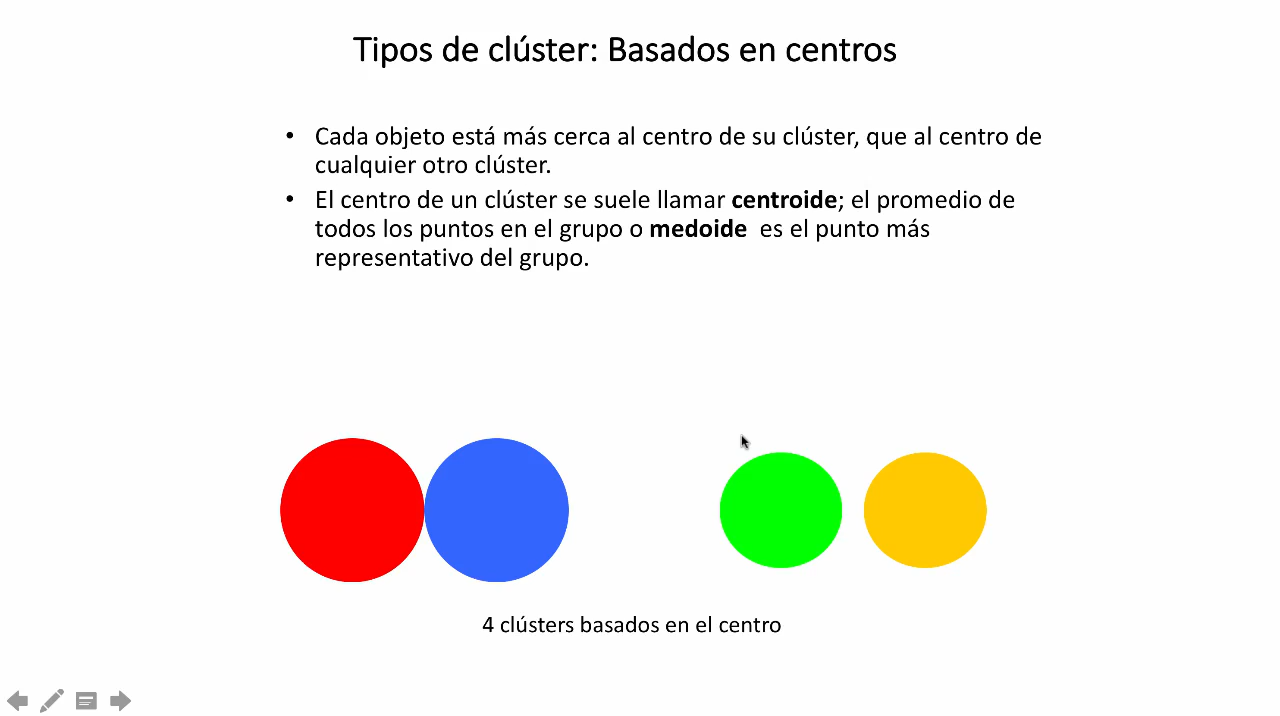 Tipos de clúster: Basados en centros
• Cada objeto está más cerca al centro de su clúster, que al centro de
cualquier otro clúster.
• El centro de un clúster se suele llamar centroide; el promedio de
todos los puntos en el grupo o medoide es el punto más
representativo del grupo.
4 clústers basados en el centro